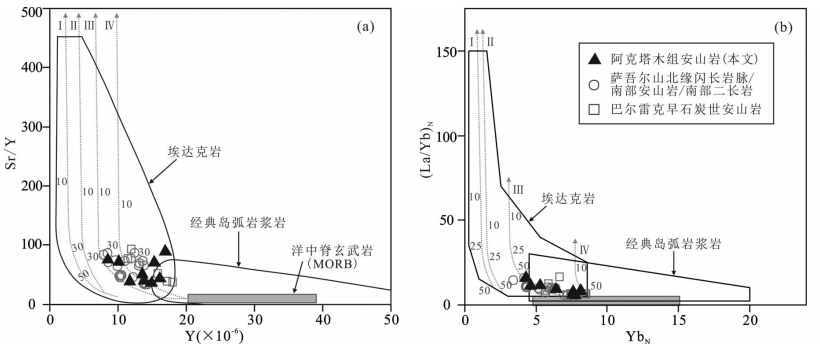 500
400
300
200
100
0
Sr/Y
0
10
20
30
40
50
Y(×10⁻⁶)
(a)
I
II
III
IV
10
10
10
10
30
30
30
30
50
埃达克岩
经典岛弧岩浆岩
洋中脊玄武岩
(MORB)
150
100
50
0
(La/Yb)N
0
5
10
15
20
YbN
(b)
I
II
III
IV
10
10
10
10
25
25
25
50
50
50
50
阿克塔木组安山岩(本文)
萨吾尔山北缘闪长岩脉/
南部安山岩/南部二长岩
巴尔雷克早石炭世安山岩
埃达克岩
经典岛弧岩浆岩